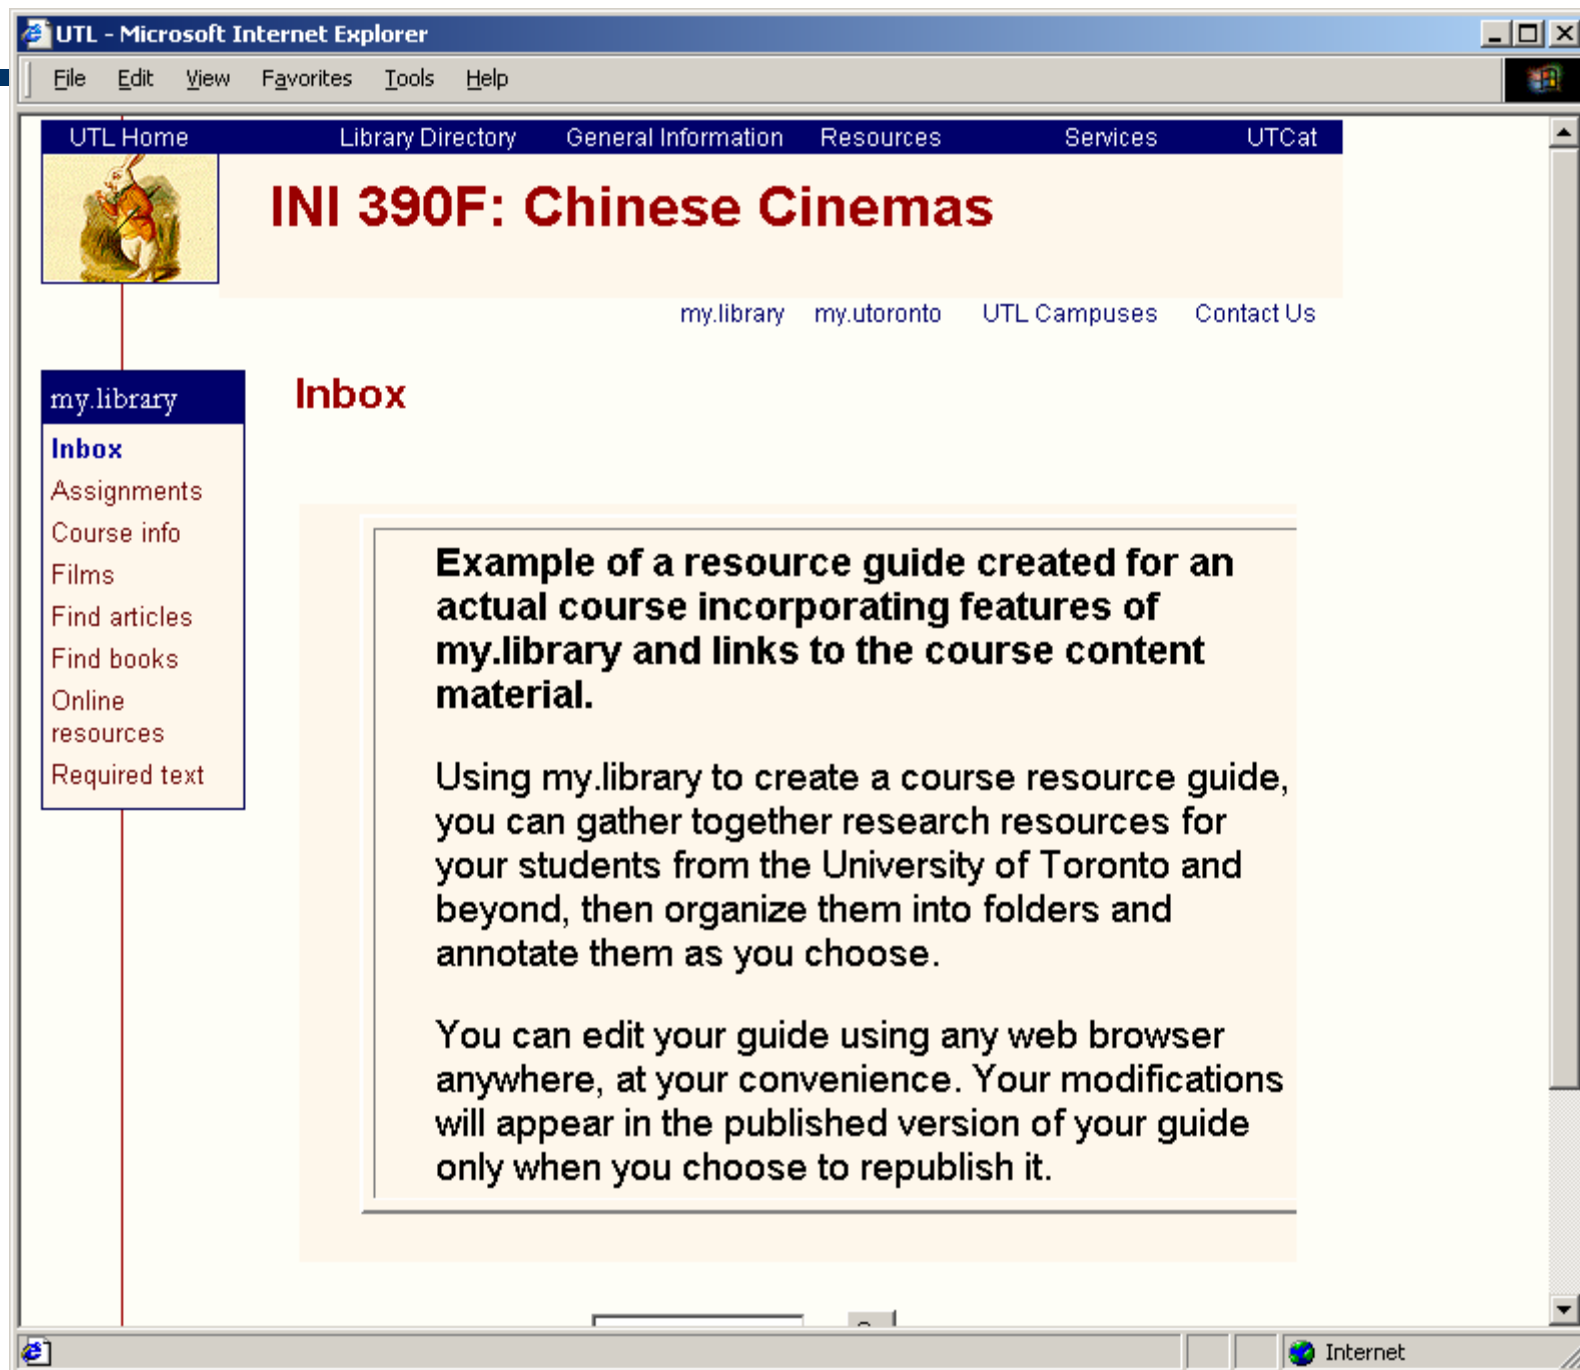 UTL - Microsoft Internet Explorer
File Edit View Favorites Tools Help
UTL Home Library Directory General Information Resources Services UTCat
INI 390F: Chinese Cinemas
my.library my.utoronto UTL Campuses Contact Us
my.library
Inbox
Assignments
Course info
Films
Find articles
Find books
Online
resources
Required text
Inbox
Example of a resource guide created for an
actual course incorporating features of
my.library and links to the course content
material.
Using my.library to create a course resource guide,
you can gather together research resources for
your students from the University of Toronto and
beyond, then organize them into folders and
annotate them as you choose.
You can edit your guide using any web browser
anywhere, at your convenience. Your modifications
will appear in the published version of your guide
only when you choose to republish it.
Internet